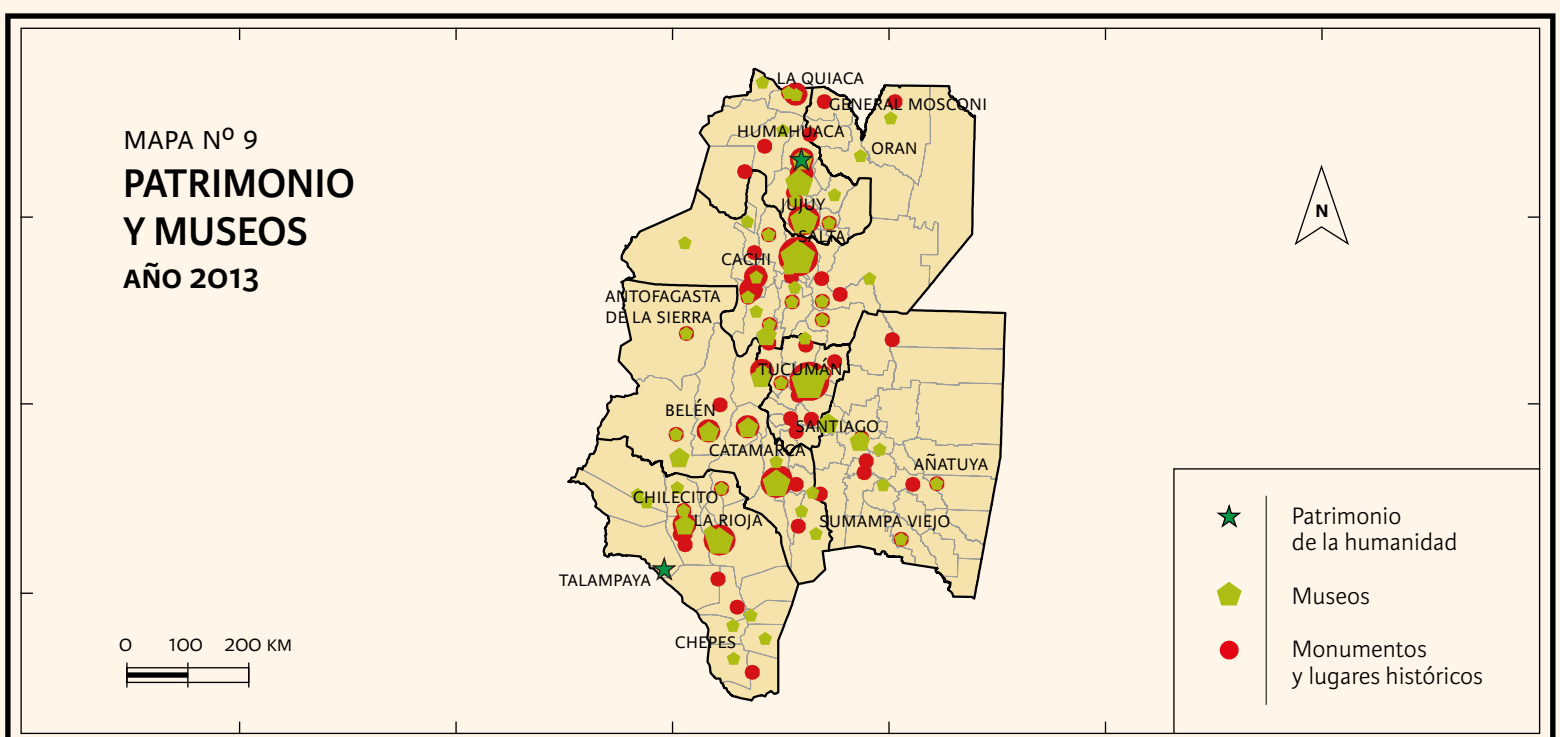 MAPA Nº 9
PATRIMONIO
Y MUSEOS
AÑO 2013
LA QUIACA
GENERAL MOSCONI
HUMAHUACA
ORAN
JUJUY
SALTA
CACHI
ANTOFAGASTA
DE LA SIERRA
TUCUMÁN
BELÉN
SANTIAGO
CATAMARCA
AÑATUYA
CHILECITO
LA RIOJA
SUMAMPA VIEJO
TALAMPAYA
CHEPES
N
0 100 200 KM
Patrimonio
de la humanidad
Museos
Monumentos
y lugares históricos